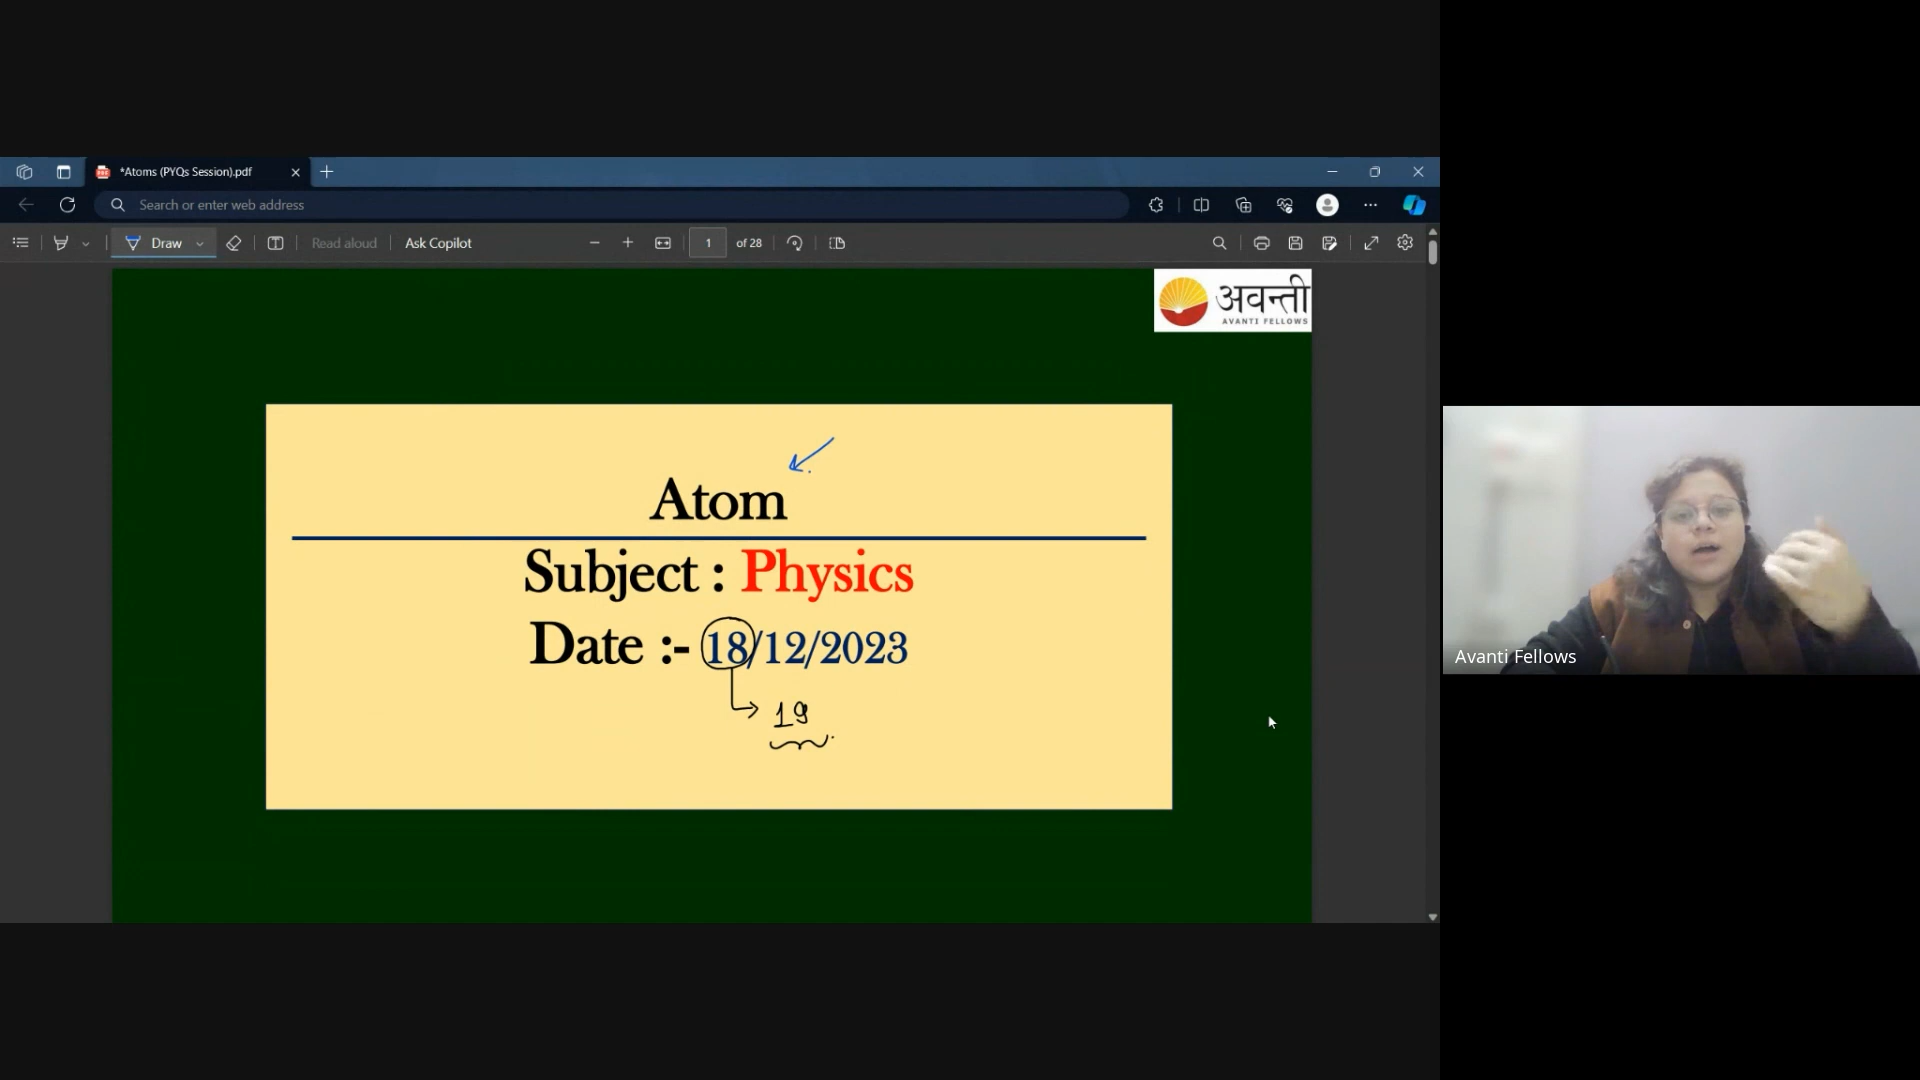 *Atoms (PYQs Session).pdf
Search or enter web address
Draw
Read aloud
Ask Copilot
1 of 28
अवन्ती
AVANTI FELLOWS
Atom
Subject : Physics
Date :- 18/12/2023
19
Avanti Fellows